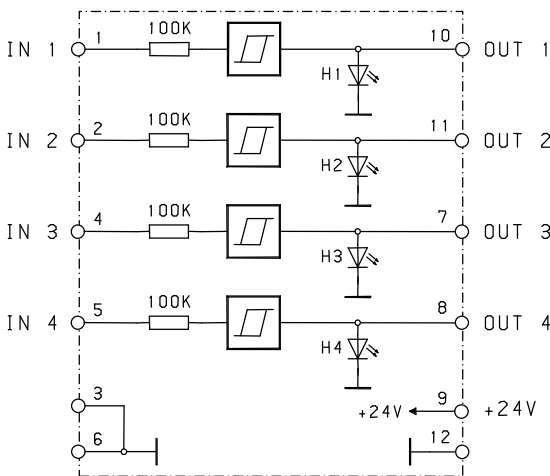 100K
IN 1 1 10 OUT 1
H1
100K
IN 2 2 11 OUT 2
H2
100K
IN 3 4 7 OUT 3
H3
100K
IN 4 5 8 OUT 4
H4
3 9
+24V +24V
6 12